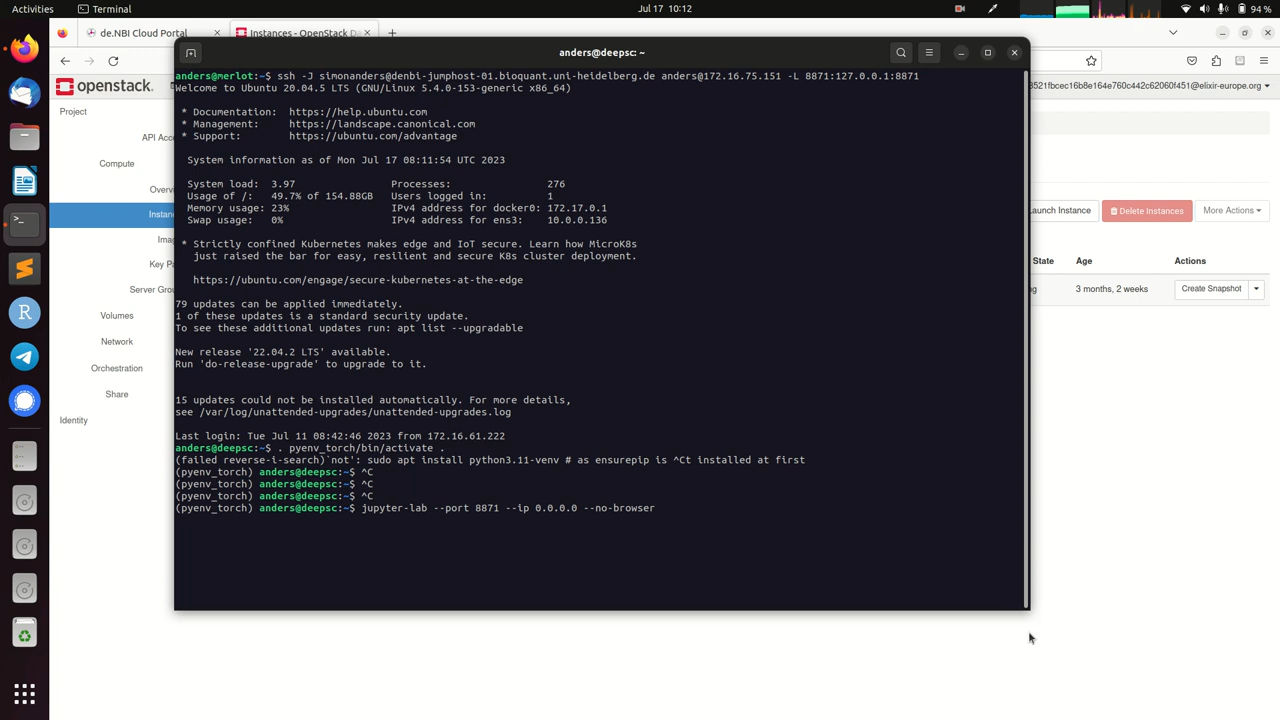 Activities
Terminal
Jul 17 10:12
94 %
de.NBI Cloud Portal
Instances - OpenStack D
anders@deepsc: ~
openstack.
3521fbcec16b8e164e760c442c62060f451@elixir-europe.org
Project
API Acc
Compute
Overv
Instan
Ima
Key P
Server Gro
Volumes
Network
Orchestration
Share
Identity
aunch Instance
Delete Instances
More Actions
State
Age
Actions
ng
3 months, 2 weeks
Create Snapshot
anders@merlot:~$ ssh -J simonanders@denbi-jumphost-01.bioquant.uni-heidelberg.de anders@172.16.75.151 -L 8871:127.0.0.1:8871
Welcome to Ubuntu 20.04.5 LTS (GNU/Linux 5.4.0-153-generic x86_64)
* Documentation:  https://help.ubuntu.com
* Management:     https://landscape.canonical.com
* Support:        https://ubuntu.com/advantage
System information as of Mon Jul 17 08:11:54 UTC 2023
System load:  3.97               Processes:                276
Usage of /:   49.7% of 154.88GB  Users logged in:          1
Memory usage: 23%                IPv4 address for docker0: 172.17.0.1
Swap usage:   0%                 IPv4 address for ens3:    10.0.0.136
* Strictly confined Kubernetes makes edge and IoT secure. Learn how MicroK8s
just raised the bar for easy, resilient and secure K8s cluster deployment.
https://ubuntu.com/engage/secure-kubernetes-at-the-edge
79 updates can be applied immediately.
1 of these updates is a standard security update.
To see these additional updates run: apt list --upgradable
New release '22.04.2 LTS' available.
Run 'do-release-upgrade' to upgrade to it.
15 updates could not be installed automatically. For more details,
see /var/log/unattended-upgrades/unattended-upgrades.log
Last login: Tue Jul 11 08:42:46 2023 from 172.16.61.222
anders@deepsc:~$ . pyenv_torch/bin/activate .
(failed reverse-i-search)`not': sudo apt install python3.11-venv # as ensurepip is ^Ct installed at first
(pyenv_torch) anders@deepsc:~$ ^C
(pyenv_torch) anders@deepsc:~$ ^C
(pyenv_torch) anders@deepsc:~$ ^C
(pyenv_torch) anders@deepsc:~$ jupyter-lab --port 8871 --ip 0.0.0.0 --no-browser